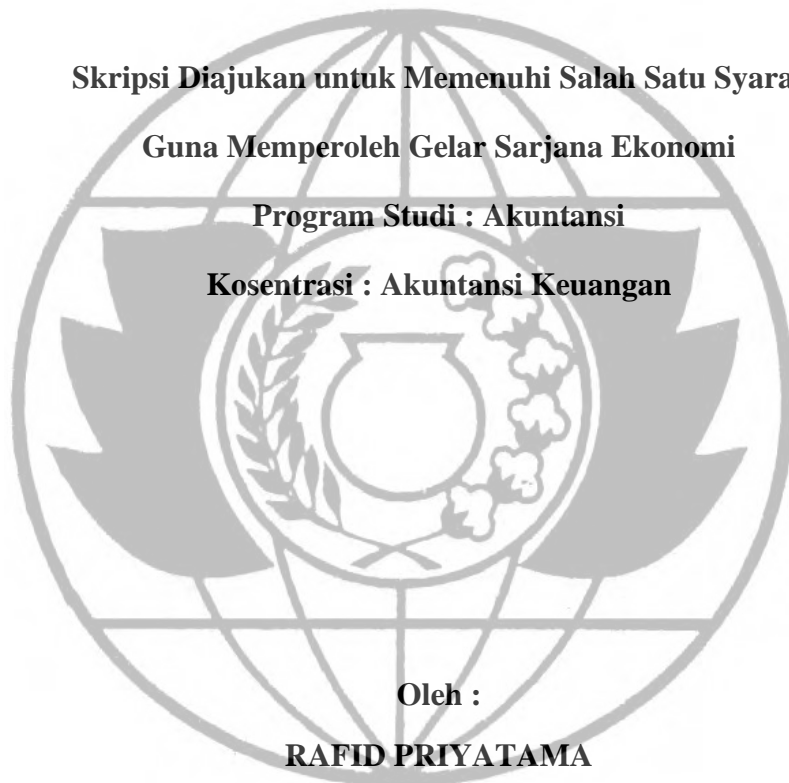 Skripsi Diajukan untuk Memenuhi Salah Satu Syara
Guna Memperoleh Gelar Sarjana Ekonomi
Program Studi : Akuntansi
Kosentrasi : Akuntansi Keuangan
Oleh :
RAFID PRIYATAMA